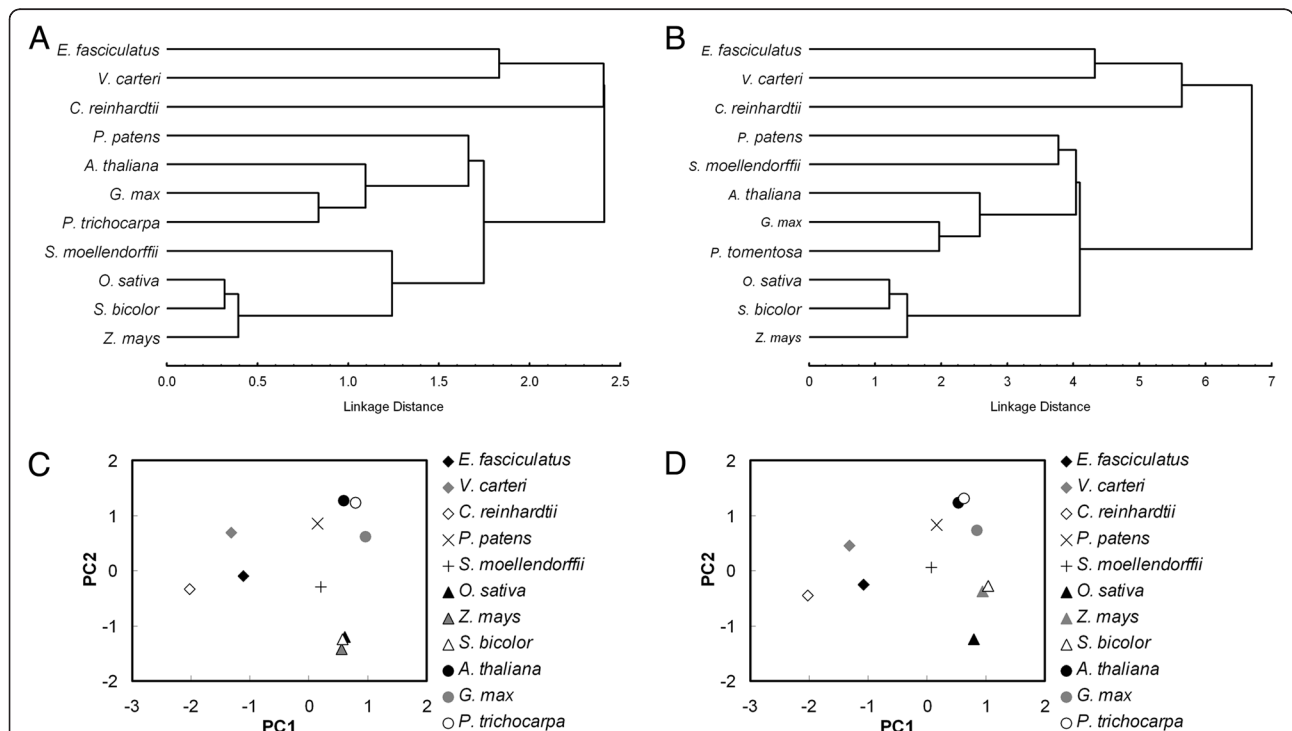 A
E. fasciculatus
V. carteri
C. reinhardtii
P. patens
A. thaliana
G. max
P. trichocarpa
S. moellendorffii
O. sativa
S. bicolor
Z. mays
0.0 0.5 1.0 1.5 2.0 2.5
Linkage Distance
B
E. fasciculatus
V. carteri
C. reinhardtii
P. patens
S. moellendorffii
A. thaliana
G. max
P. tomentosa
O. sativa
S. bicolor
Z. mays
0 1 2 3 4 5 6 7
Linkage Distance
C
PC2
2
1
0
-1
-2
-3 -2 -1 0 1 2
PC1
E. fasciculatus
V. carteri
C. reinhardtii
P. patens
S. moellendorffii
O. sativa
Z. mays
S. bicolor
A. thaliana
G. max
P. trichocarpa
D
PC2
2
1
0
-1
-2
-3 -2 -1 0 1 2
PC1
E. fasciculatus
V. carteri
C. reinhardtii
P. patens
S. moellendorffii
O. sativa
Z. mays
S. bicolor
A. thaliana
G. max
P. trichocarpa